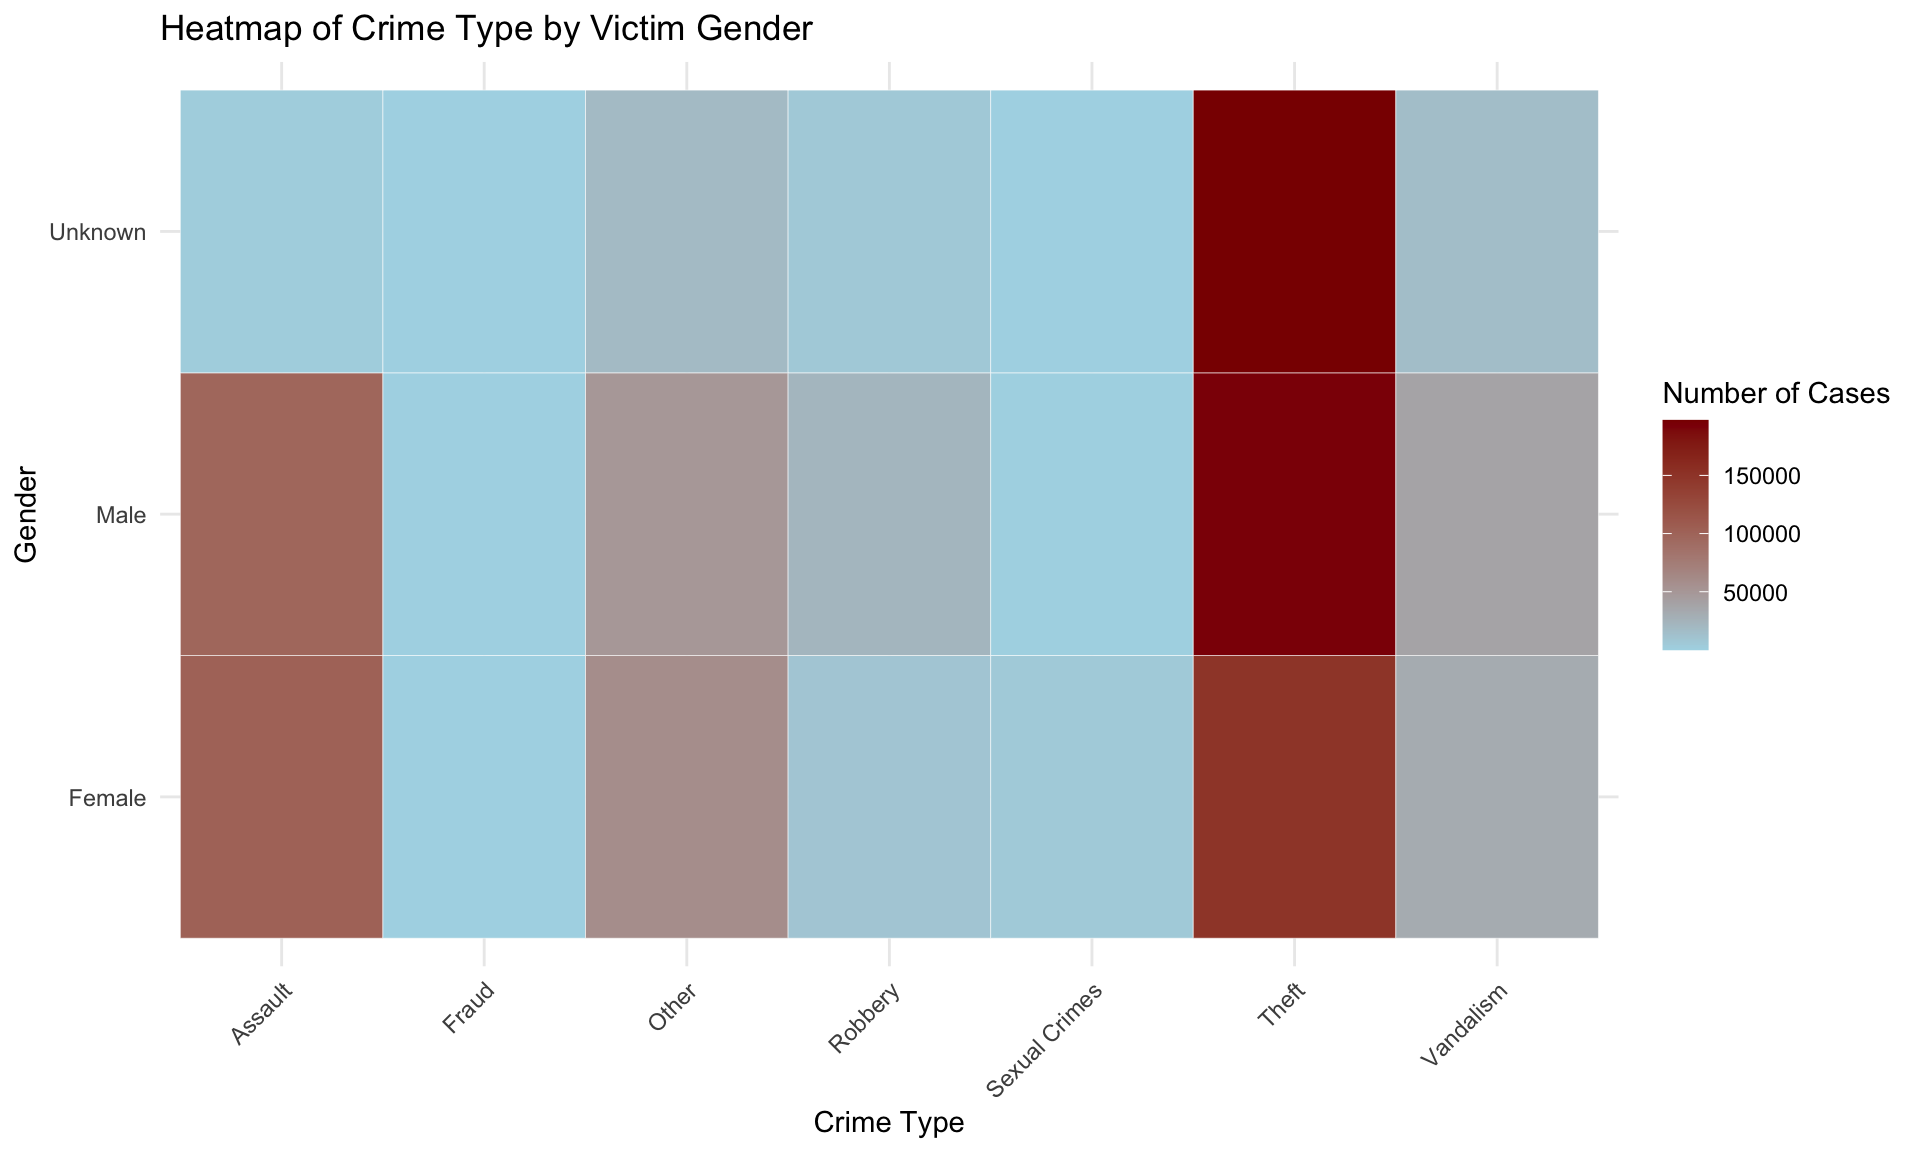 Heatmap of Crime Type by Victim Gender
Unknown
Male
Female
Gender
Assault
Fraud
Other
Robbery
Sexual Crimes
Theft
Vandalism
Crime Type
Number of Cases
150000
100000
50000